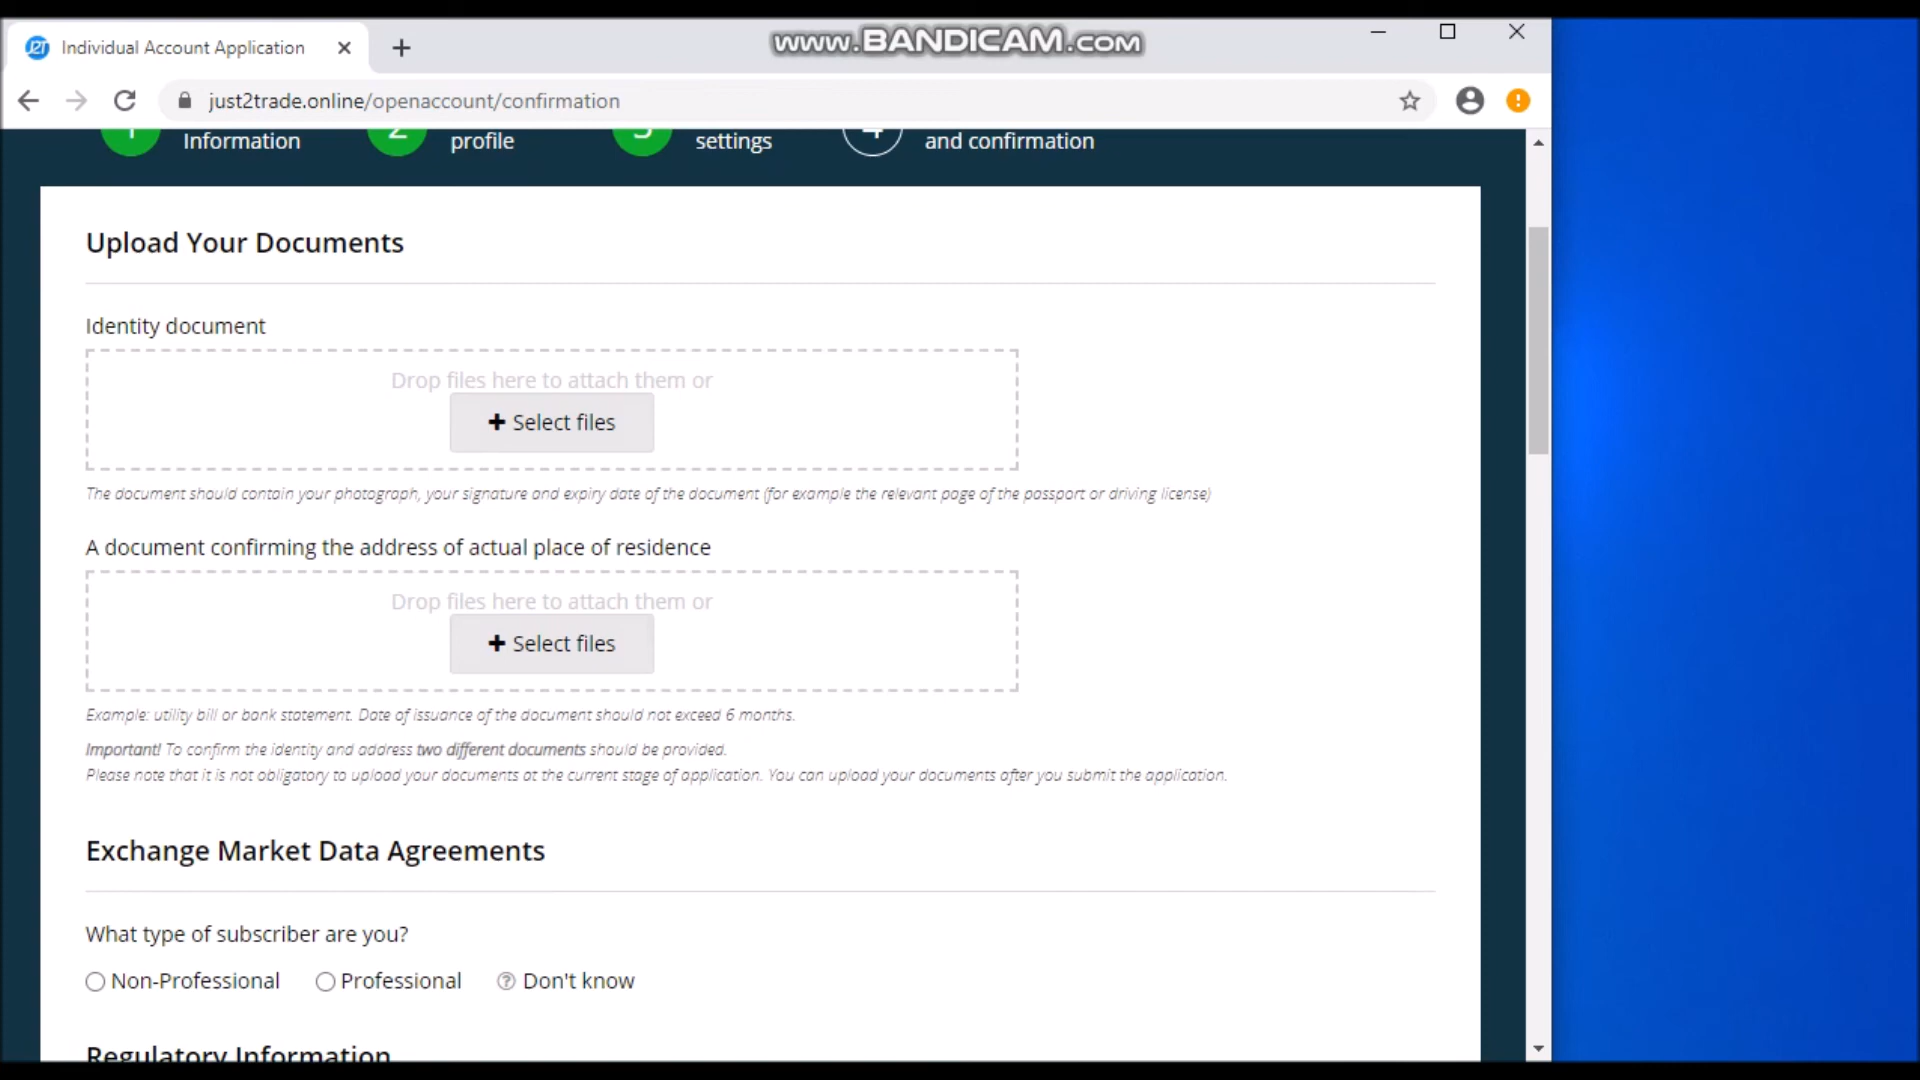 Individual Account Application
www.BANDICAM.com
just2trade.online/openaccount/confirmation
1 Information 2 profile 3 settings 4 and confirmation
Upload Your Documents
Identity document
Drop files here to attach them or
Select files
The document should contain your photograph, your signature and expiry date of the document (for example the relevant page of the passport or driving license)
A document confirming the address of actual place of residence
Drop files here to attach them or
Select files
Example: utility bill or bank statement. Date of issuance of the document should not exceed 6 months.
Important! To confirm the identity and address two different documents should be provided.
Please note that it is not obligatory to upload your documents at the current stage of application. You can upload your documents after you submit the application.
Exchange Market Data Agreements
What type of subscriber are you?
Non-Professional Professional ? Don't know
Regulatory Information